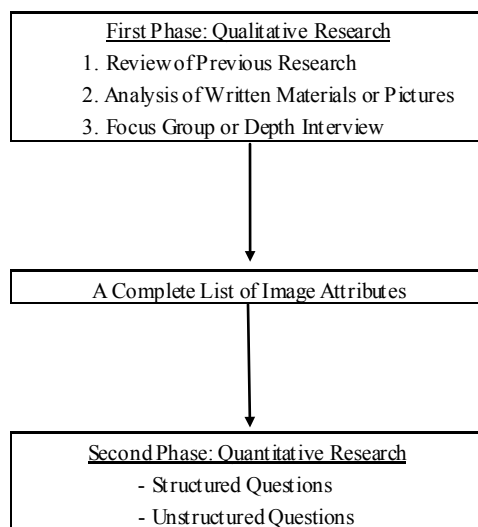 First Phase: Qualitative Research
1. Review of Previous Research
2. Analysis of Written Materials or Pictures
3. Focus Group or Depth Interview
A Complete List of Image Attributes
Second Phase: Quantitative Research
- Structured Questions
- Unstructured Questions